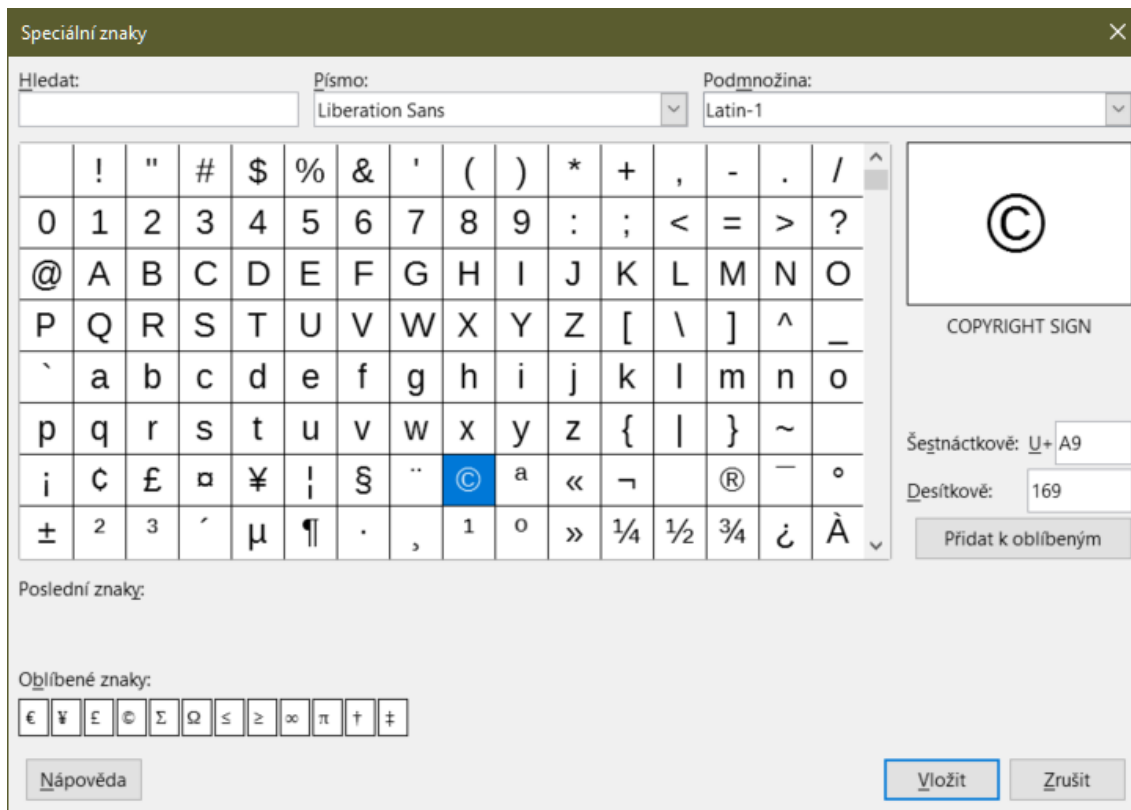 Speciální znaky
Hledat: Písmo: Podmnožina:
Liberation Sans Latin-1
! " # $ % & ' ( ) * + , - . /
0 1 2 3 4 5 6 7 8 9 : ; < = > ?
@ A B C D E F G H I J K L M N O
P Q R S T U V W X Y Z [ \ ] ^ _
` a b c d e f g h i j k l m n o
p q r s t u v w x y z { | } ~
¡ ¢ £ ¤ ¥ ¦ § ¨ © ª « ¬ ® ¯ °
± ² ³ ´ µ ¶ · ¸ ¹ º » ¼ ½ ¾ ¿ À
©
COPYRIGHT SIGN
Šestnáctkově: U+ A9
Desítkově: 169
Přidat k oblíbeným
Poslední znaky:
Oblíbené znaky:
€ ¥ £ © Σ Ω ≤ ≥ ∞ π † ‡
Nápověda Vložit Zrušit